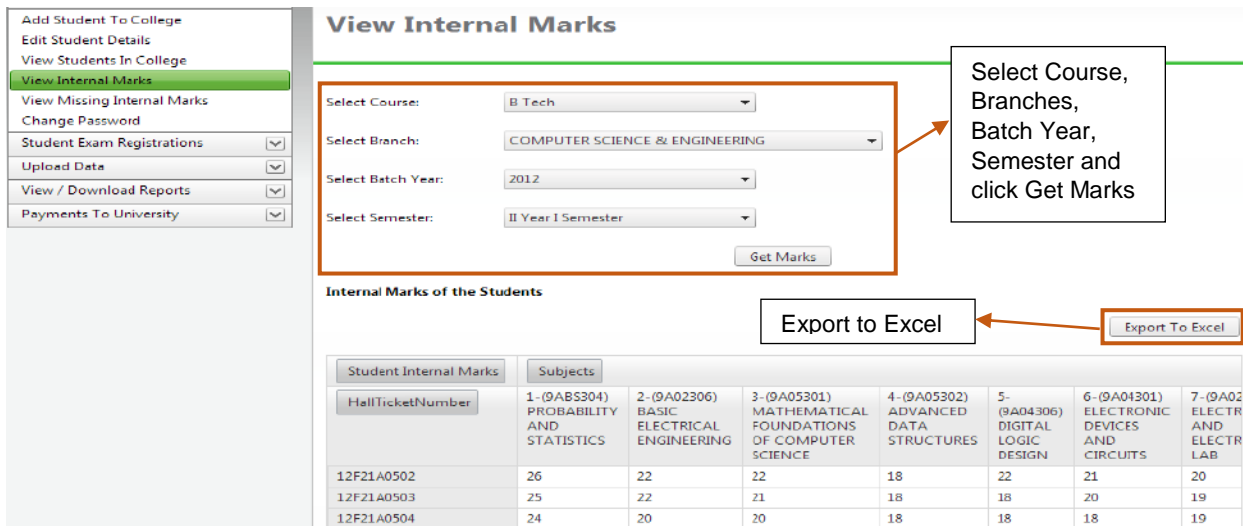 Add Student To College
Edit Student Details
View Students In College
View Internal Marks
View Missing Internal Marks
Change Password
Student Exam Registrations
Upload Data
View / Download Reports
Payments To University
View Internal Marks
Select Course: B Tech
Select Branch: COMPUTER SCIENCE & ENGINEERING
Select Batch Year: 2012
Select Semester: II Year I Semester
Get Marks
Select Course,
Branches,
Batch Year,
Semester and
click Get Marks
Internal Marks of the Students
Export to Excel
Export To Excel
Student Internal Marks Subjects
HallTicketNumber
1-(9ABS304)
PROBABILITY
AND
STATISTICS
2-(9A02306)
BASIC
ELECTRICAL
ENGINEERING
3-(9A05301)
MATHEMATICAL
FOUNDATIONS
OF COMPUTER
SCIENCE
4-(9A05302)
ADVANCED
DATA
STRUCTURES
5-
(9A04306)
DIGITAL
LOGIC
DESIGN
6-(9A04301)
ELECTRONIC
DEVICES
AND
CIRCUITS
7-(9A02
ELECTR
AND
ELECTR
LAB
12F21A0502 26 22 22 18 22 21 20
12F21A0503 25 22 21 18 18 20 19
12F21A0504 24 20 20 18 18 18 19